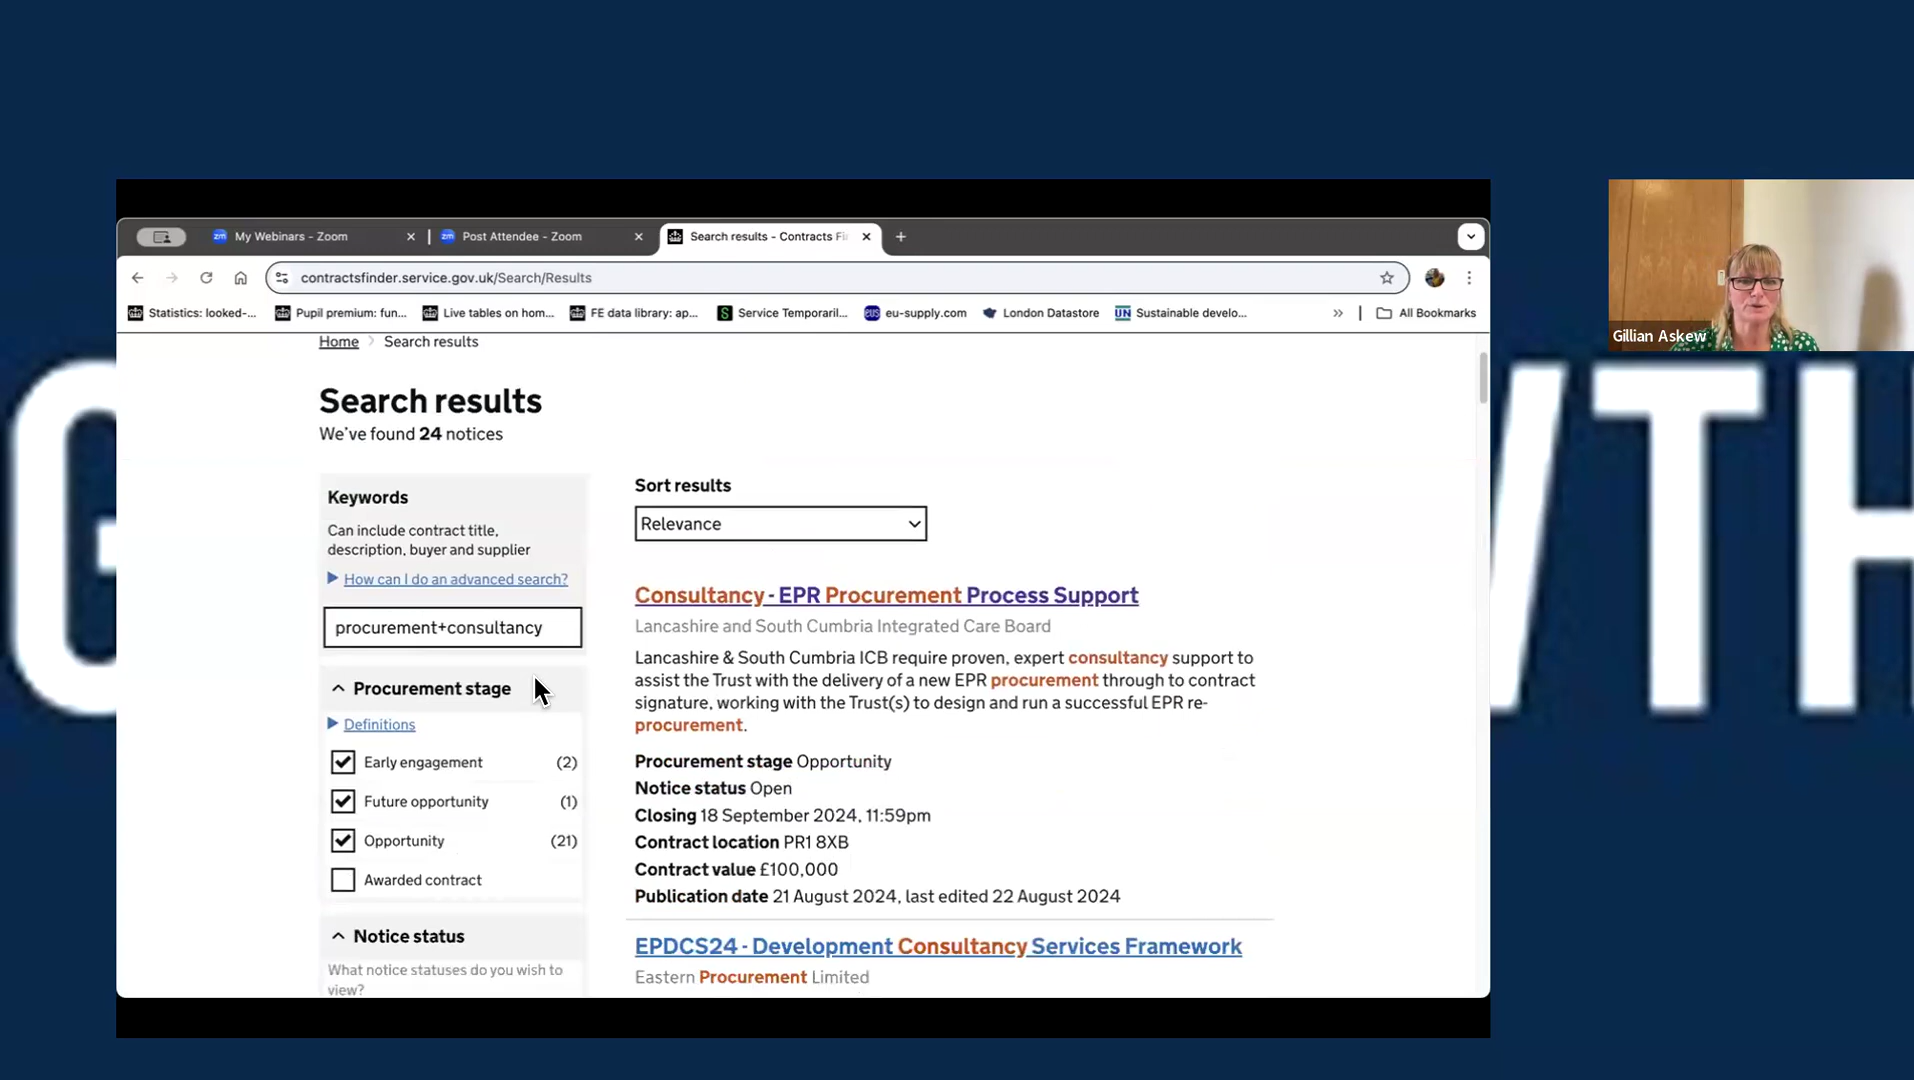 My Webinars - Zoom
Post Attendee - Zoom
Search results - Contracts Fi
contractsfinder.service.gov.uk/Search/Results
Statistics: looked-...
Pupil premium: fun...
Live tables on hom...
FE data library: ap...
Service Temporaril...
eu-supply.com
London Datastore
Sustainable develo...
All Bookmarks
Gillian Askew
Home > Search results
Search results
We've found 24 notices
Keywords
Can include contract title,
description, buyer and supplier
How can I do an advanced search?
procurement+consultancy
Procurement stage
Definitions
Early engagement (2)
Future opportunity (1)
Opportunity (21)
Awarded contract
Notice status
What notice statuses do you wish to
view?
Sort results
Relevance
Consultancy - EPR Procurement Process Support
Lancashire and South Cumbria Integrated Care Board
Lancashire & South Cumbria ICB require proven, expert consultancy support to
assist the Trust with the delivery of a new EPR procurement through to contract
signature, working with the Trust(s) to design and run a successful EPR re-
procurement.
Procurement stage Opportunity
Notice status Open
Closing 18 September 2024, 11:59pm
Contract location PR1 8XB
Contract value £100,000
Publication date 21 August 2024, last edited 22 August 2024
EPDCS24 - Development Consultancy Services Framework
Eastern Procurement Limited
G
WTH